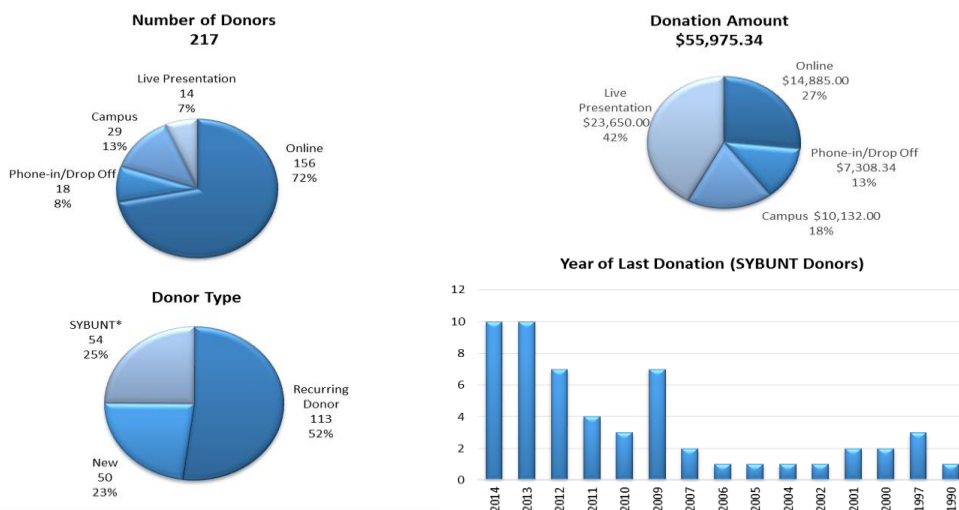 Number of Donors
217
Live Presentation
14
7%
Campus
29
13%
Phone-in/Drop Off
18
8%
Online
156
72%
Donation Amount
$55,975.34
Online
$14,885.00
27%
Live
Presentation
$23,650.00
42%
Phone-in/Drop Off
$7,308.34
13%
Campus $10,132.00
18%
Donor Type
SYBUNT*
54
25%
Recurring
Donor
113
52%
New
50
23%
Year of Last Donation (SYBUNT Donors)
12
10
8
6
4
2
0
2014
2013
2012
2011
2010
2009
2007
2006
2005
2004
2002
2001
2000
1997
1990